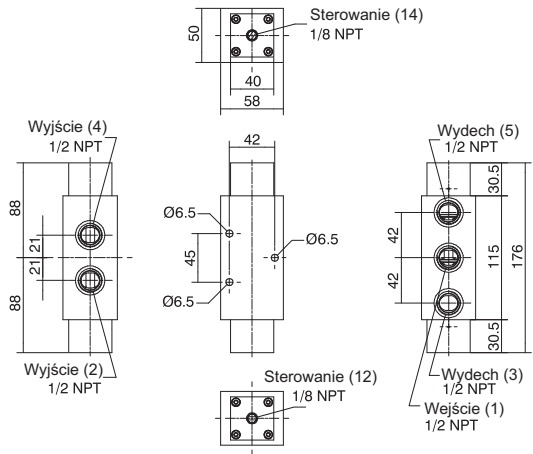 Sterowanie (14)
1/8 NPT
50
40
58
Wyjście (4)
1/2 NPT
88
21
21
88
Wyjście (2)
1/2 NPT
42
Ø6.5
Ø6.5
45
Ø6.5
Wydech (5)
1/2 NPT
30.5
42
42
115
176
30.5
Wydech (3)
1/2 NPT
Wejście (1)
1/2 NPT
Sterowanie (12)
1/8 NPT